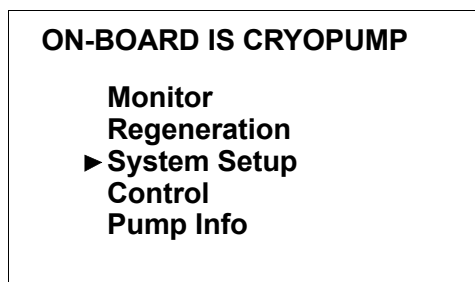 ON-BOARD IS CRYOPUMP
Monitor
Regeneration
►System Setup
Control
Pump Info